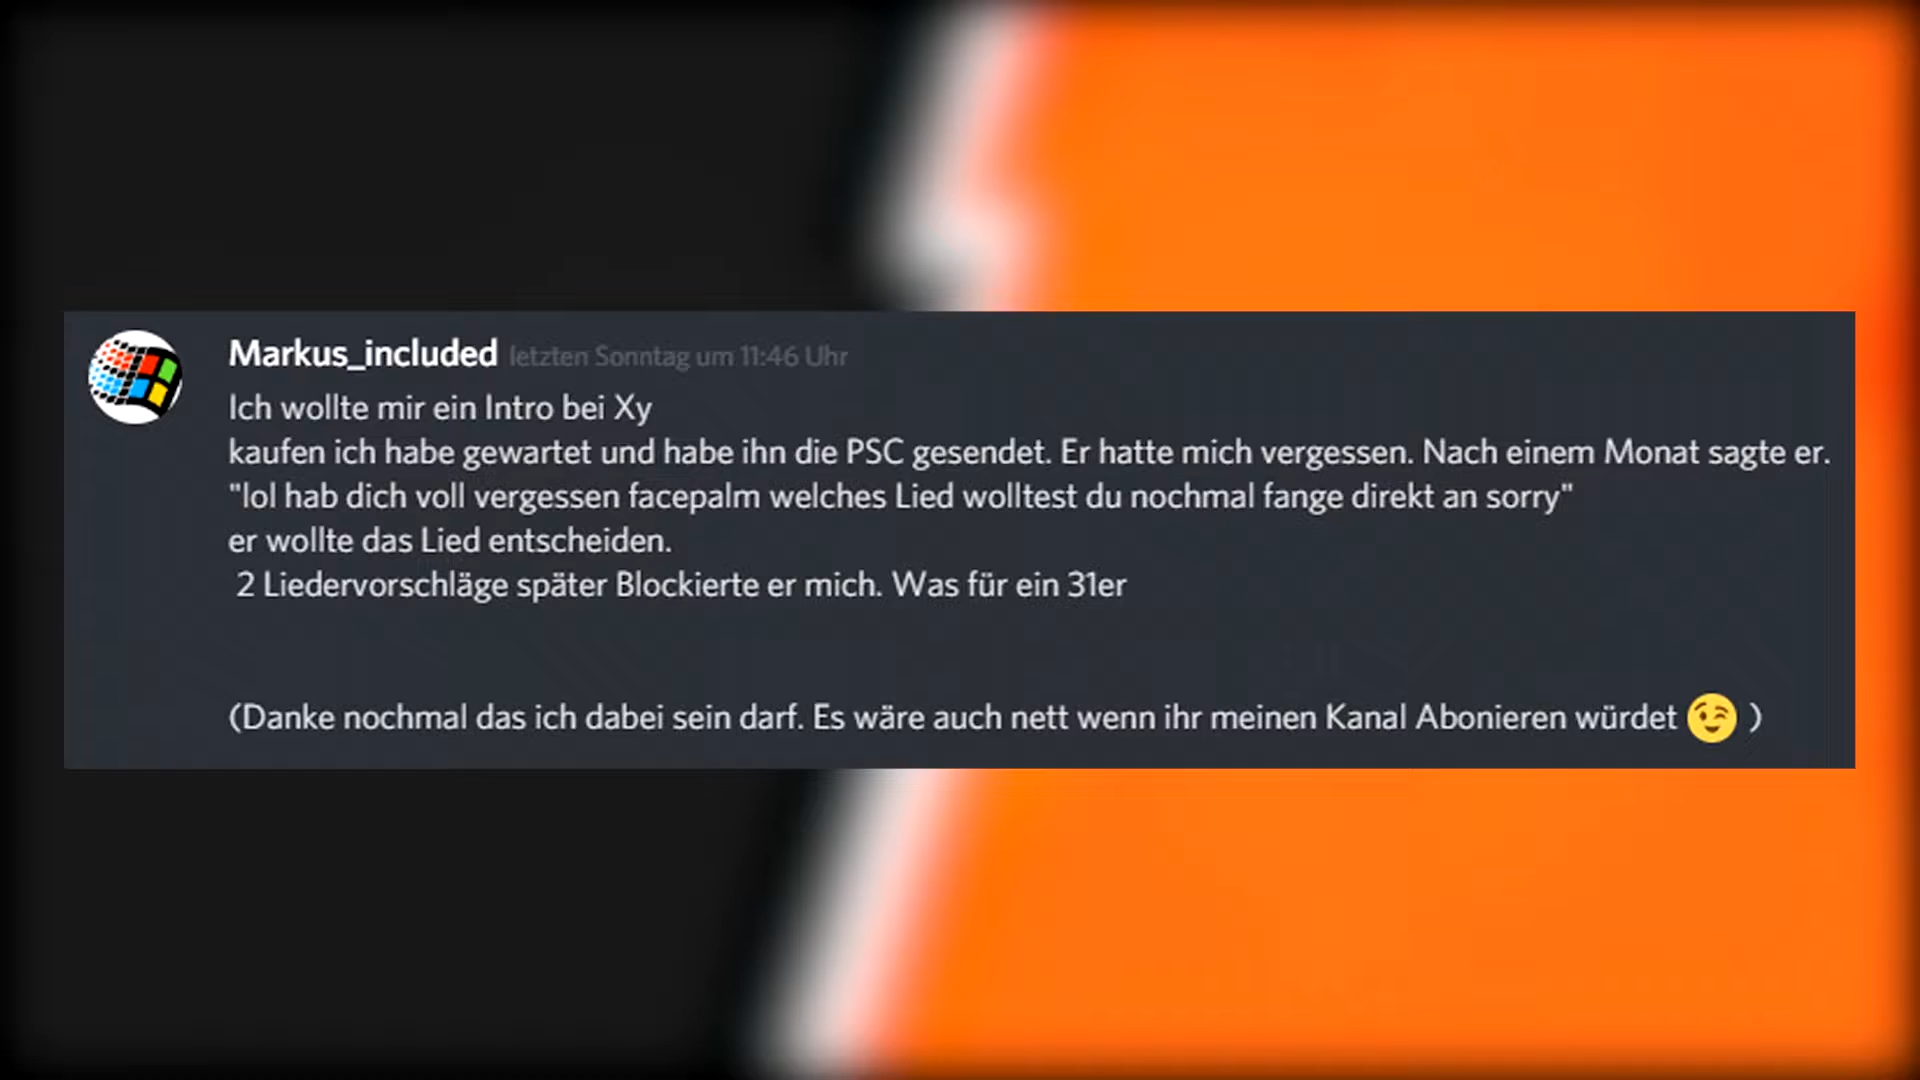 Markus_included letzten Sonntag um 11:46 Uhr
Ich wollte mir ein Intro bei Xy
kaufen ich habe gewartet und habe ihn die PSC gesendet. Er hatte mich vergessen. Nach einem Monat sagte er.
"lol hab dich voll vergessen facepalm welches Lied wolltest du nochmal fange direkt an sorry"
er wollte das Lied entscheiden.
2 Liedervorschläge später Blockierte er mich. Was für ein 31er
(Danke nochmal das ich dabei sein darf. Es wäre auch nett wenn ihr meinen Kanal Abonieren würdet 😉 )